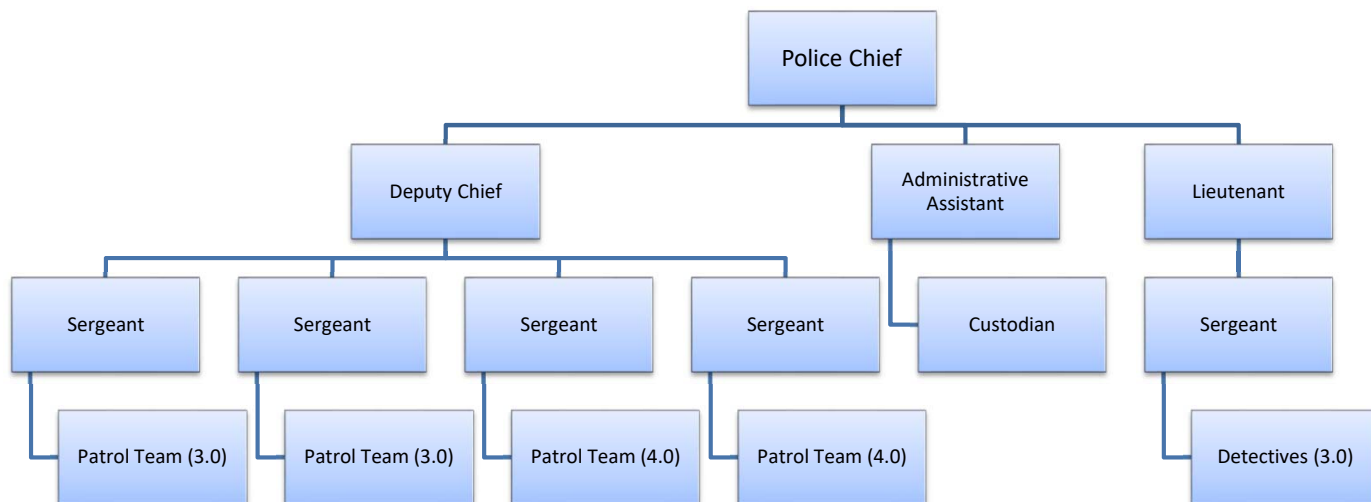 Police Chief
Deputy Chief
Administrative
Assistant
Lieutenant
Sergeant
Sergeant
Sergeant
Sergeant
Custodian
Sergeant
Patrol Team (3.0)
Patrol Team (3.0)
Patrol Team (4.0)
Patrol Team (4.0)
Detectives (3.0)